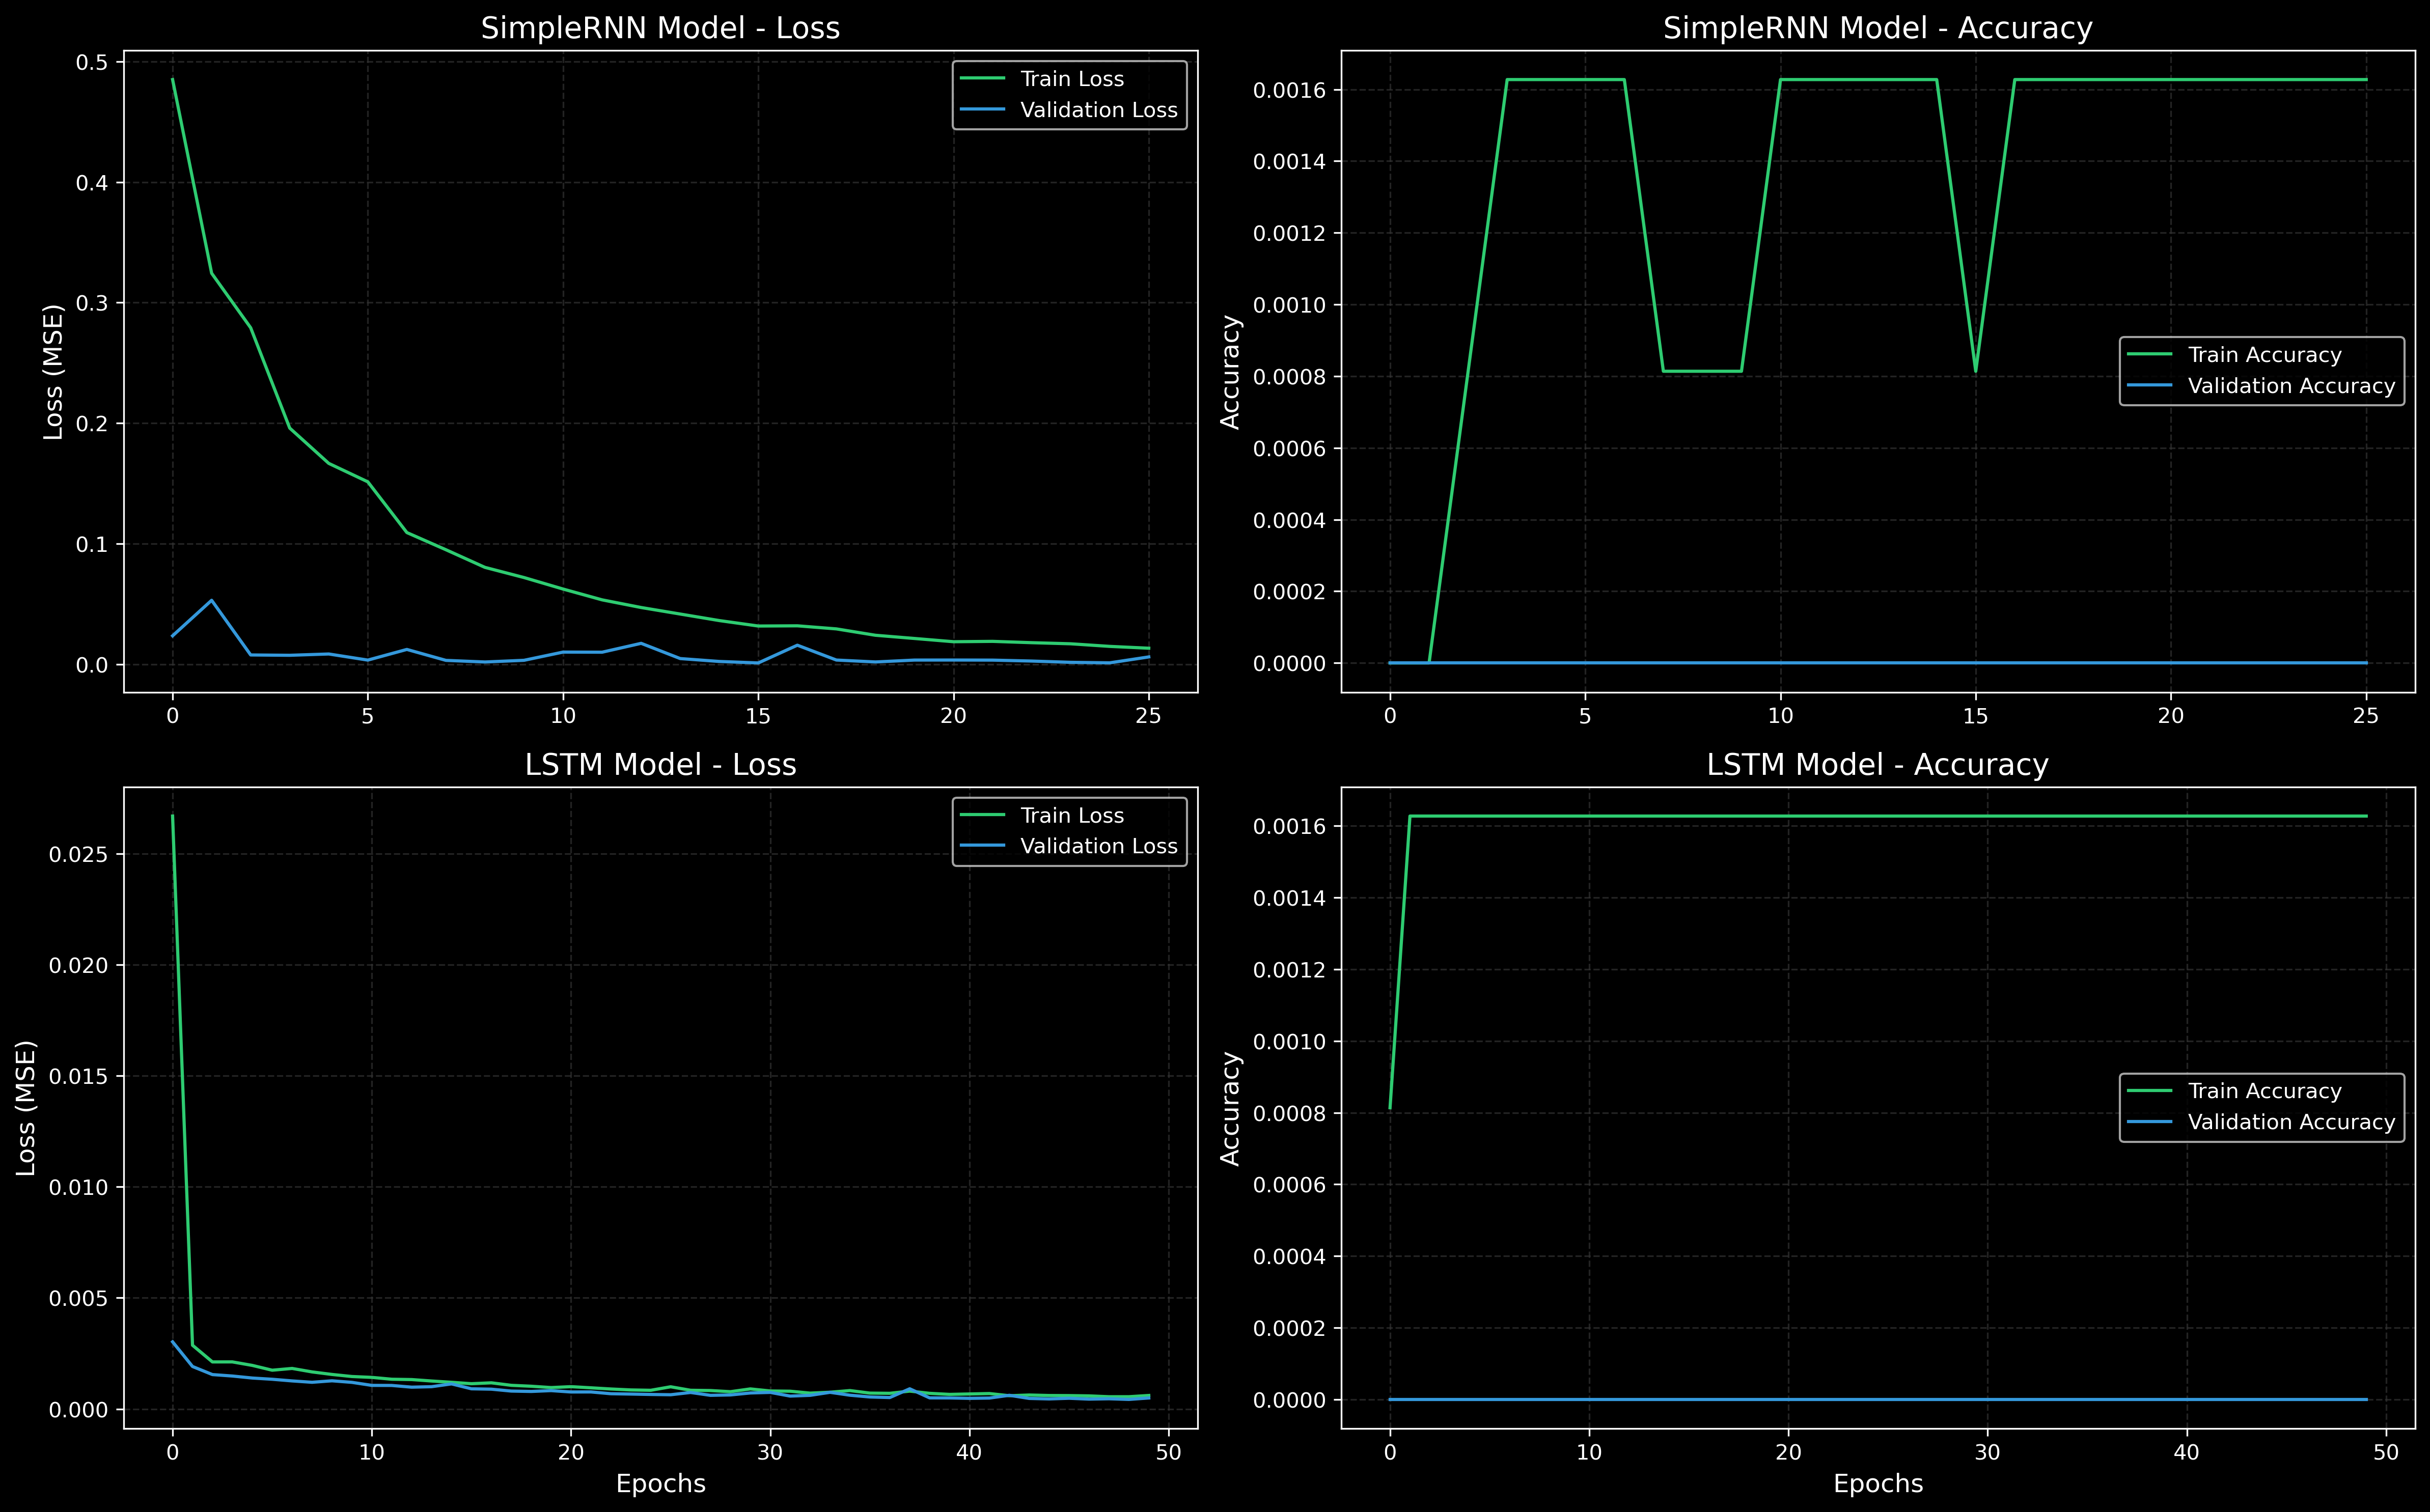 SimpleRNN Model - Loss
Loss (MSE)
0.5
0.4
0.3
0.2
0.1
0.0
0 5 10 15 20 25
Train Loss
Validation Loss
SimpleRNN Model - Accuracy
Accuracy
0.0016
0.0014
0.0012
0.0010
0.0008
0.0006
0.0004
0.0002
0.0000
0 5 10 15 20 25
Train Accuracy
Validation Accuracy
LSTM Model - Loss
Loss (MSE)
0.025
0.020
0.015
0.010
0.005
0.000
0 10 20 30 40 50
Epochs
Train Loss
Validation Loss
LSTM Model - Accuracy
Accuracy
0.0016
0.0014
0.0012
0.0010
0.0008
0.0006
0.0004
0.0002
0.0000
0 10 20 30 40 50
Epochs
Train Accuracy
Validation Accuracy